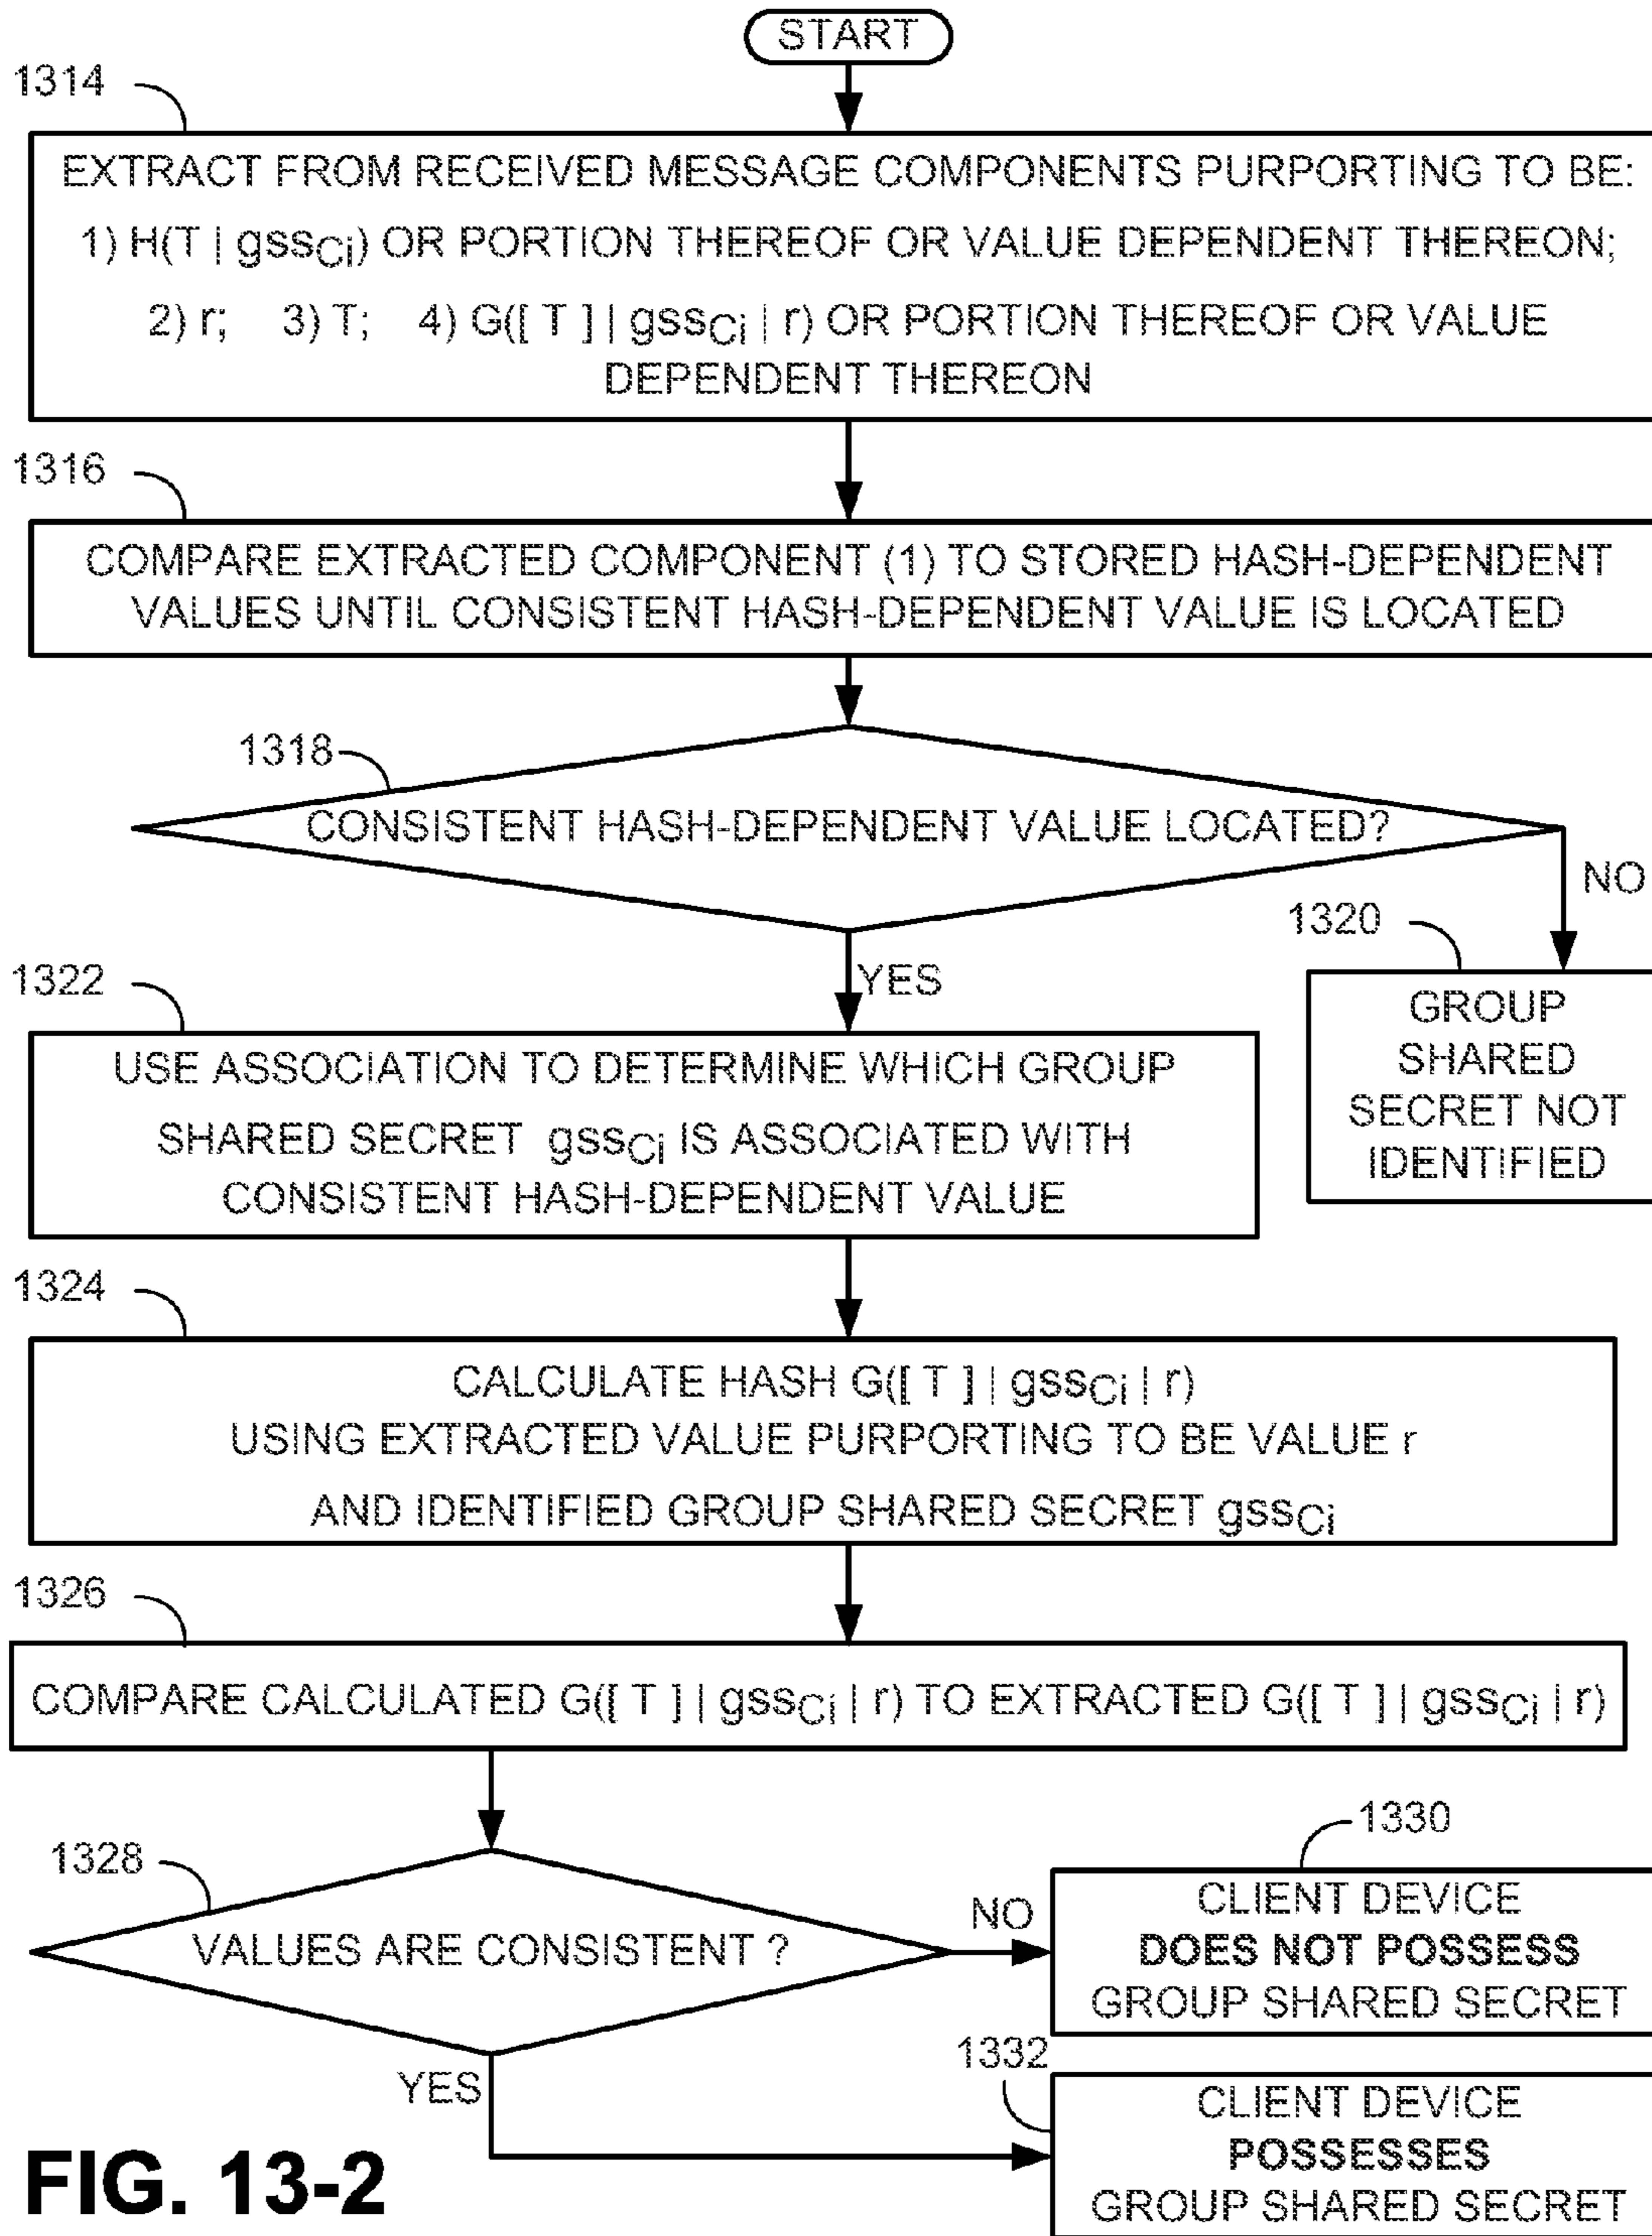 START
1314
EXTRACT FROM RECEIVED MESSAGE COMPONENTS PURPORTING TO BE:
1) H(T | gssCi) OR PORTION THEREOF OR VALUE DEPENDENT THEREON;
2) r; 3) T; 4) G([ T ] | gssCi | r) OR PORTION THEREOF OR VALUE
DEPENDENT THEREON
1316
COMPARE EXTRACTED COMPONENT (1) TO STORED HASH-DEPENDENT
VALUES UNTIL CONSISTENT HASH-DEPENDENT VALUE IS LOCATED
1318
CONSISTENT HASH-DEPENDENT VALUE LOCATED?
NO
1320
GROUP
SHARED
SECRET NOT
IDENTIFIED
YES
1322
USE ASSOCIATION TO DETERMINE WHICH GROUP
SHARED SECRET gssCi IS ASSOCIATED WITH
CONSISTENT HASH-DEPENDENT VALUE
1324
CALCULATE HASH G([ T ] | gssCi | r)
USING EXTRACTED VALUE PURPORTING TO BE VALUE r
AND IDENTIFIED GROUP SHARED SECRET gssCi
1326
COMPARE CALCULATED G([ T ] | gssCi | r) TO EXTRACTED G([ T ] | gssCi | r)
1328
VALUES ARE CONSISTENT ?
NO
1330
CLIENT DEVICE
DOES NOT POSSESS
GROUP SHARED SECRET
YES
1332
CLIENT DEVICE
POSSESSES
GROUP SHARED SECRET
FIG. 13-2